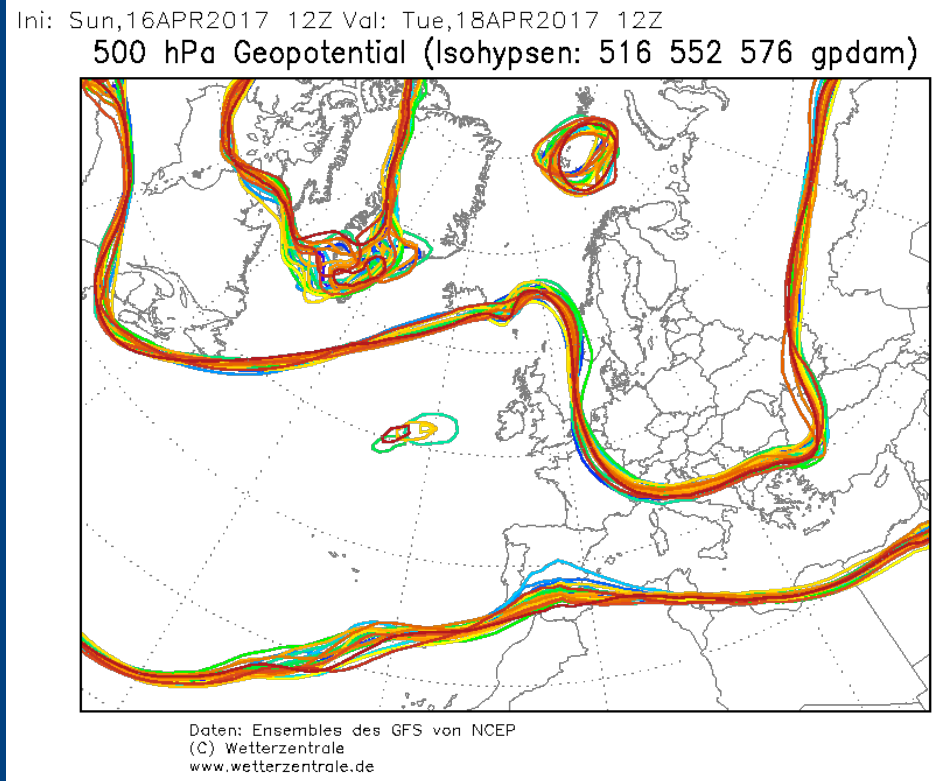 Ini: Sun,16APR2017 12Z Val: Tue,18APR2017 12Z
500 hPa Geopotential (Isohypsen: 516 552 576 gpdam)
Daten: Ensembles des GFS von NCEP
(C) Wetterzentrale
www.wetterzentrale.de